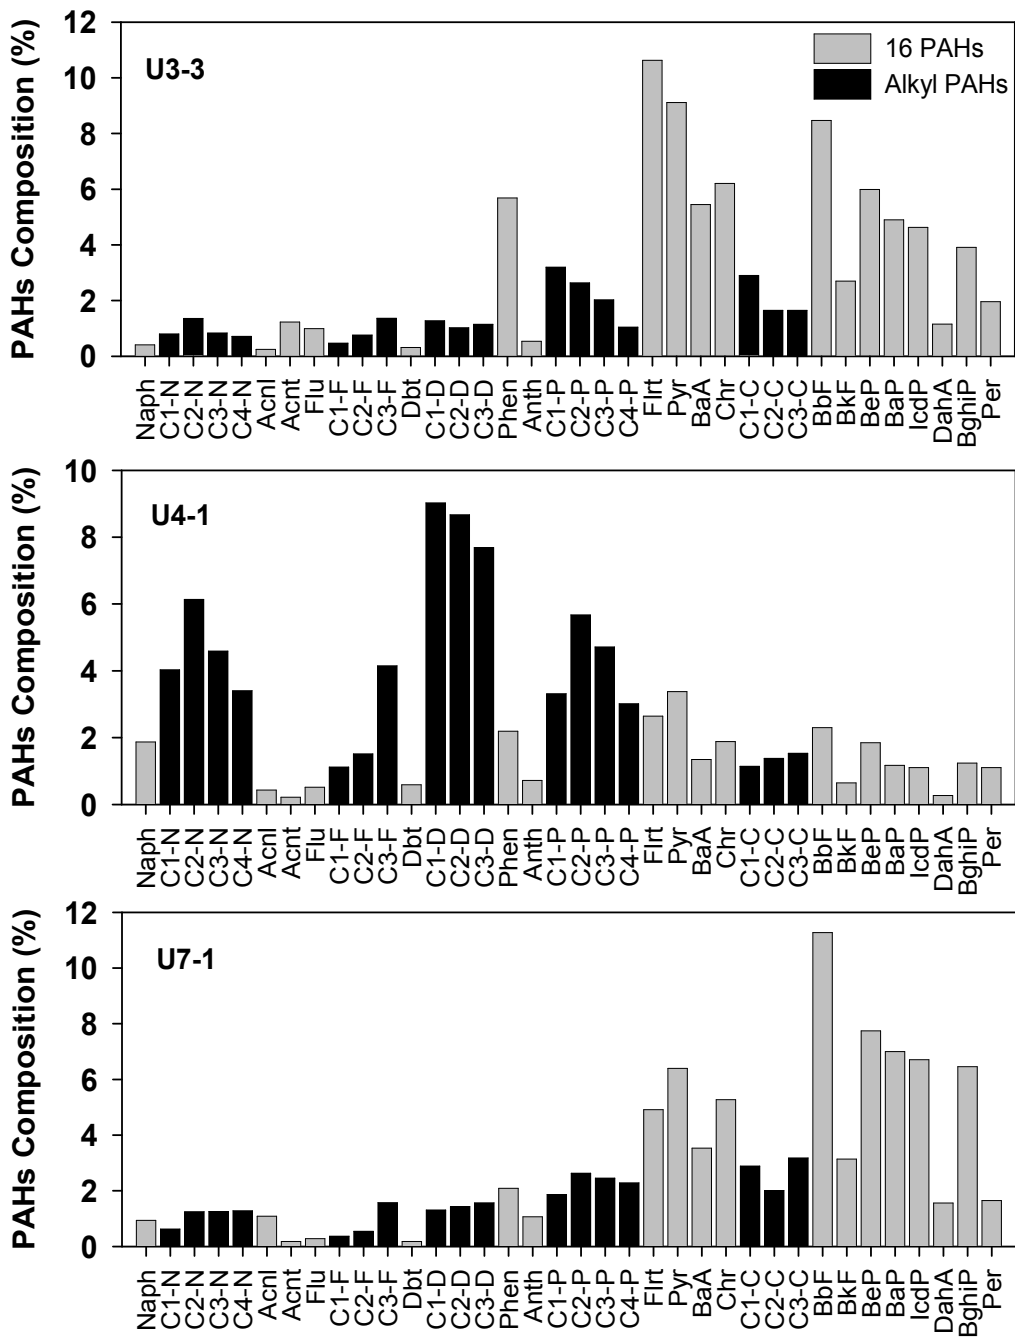 PAHs Composition (%)
12
10
8
6
4
2
0
U3-3
16 PAHs
Alkyl PAHs
Naph C1-N C2-N C3-N C4-N Acnl Acnt Flu C1-F C2-F C3-F Dbt C1-D C2-D C3-D Phen Anth C1-P C2-P C3-P C4-P Flrt Pyr BaA Chr C1-C C2-C C3-C BbF BkF BeP BaP IcdP DahA BghiP Per
PAHs Composition (%)
10
8
6
4
2
0
U4-1
Naph C1-N C2-N C3-N C4-N Acnl Acnt Flu C1-F C2-F C3-F Dbt C1-D C2-D C3-D Phen Anth C1-P C2-P C3-P C4-P Flrt Pyr BaA Chr C1-C C2-C C3-C BbF BkF BeP BaP IcdP DahA BghiP Per
PAHs Composition (%)
12
10
8
6
4
2
0
U7-1
Naph C1-N C2-N C3-N C4-N Acnl Acnt Flu C1-F C2-F C3-F Dbt C1-D C2-D C3-D Phen Anth C1-P C2-P C3-P C4-P Flrt Pyr BaA Chr C1-C C2-C C3-C BbF BkF BeP BaP IcdP DahA BghiP Per